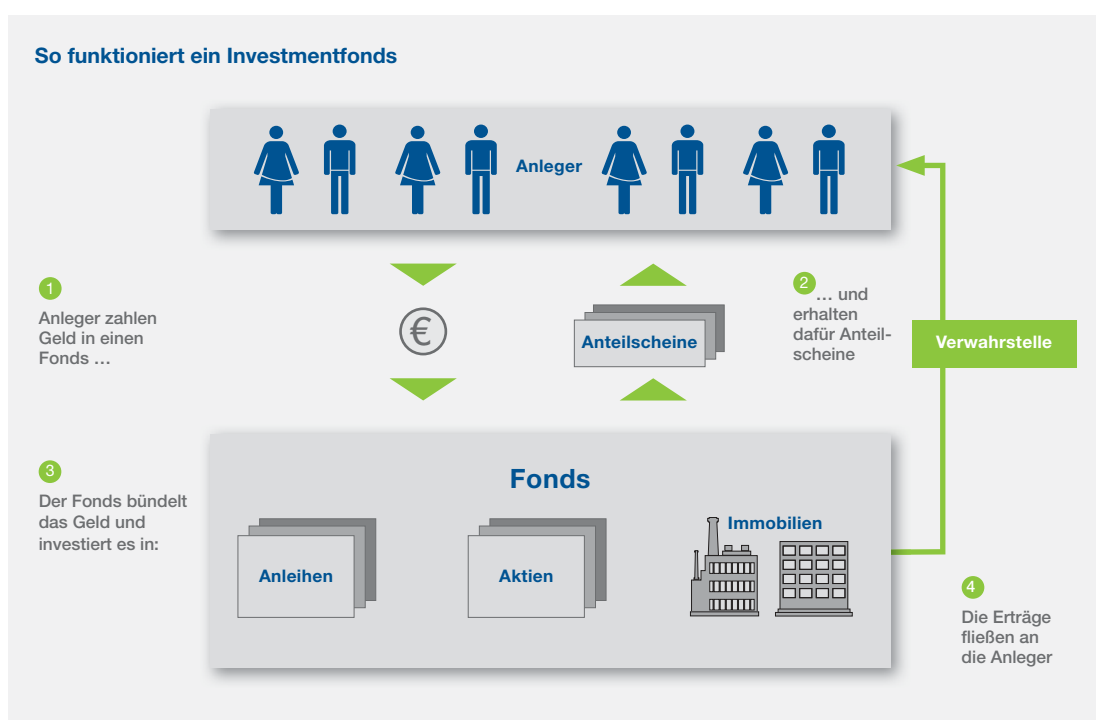 So funktioniert ein Investmentfonds
Anleger
1
Anleger zahlen
Geld in einen
Fonds …
€
Anteilscheine
2
… und
erhalten
dafür Anteil-
scheine
Verwahrstelle
3
Der Fonds bündelt
das Geld und
investiert es in:
Fonds
Anleihen
Aktien
Immobilien
4
Die Erträge
fließen an
die Anleger